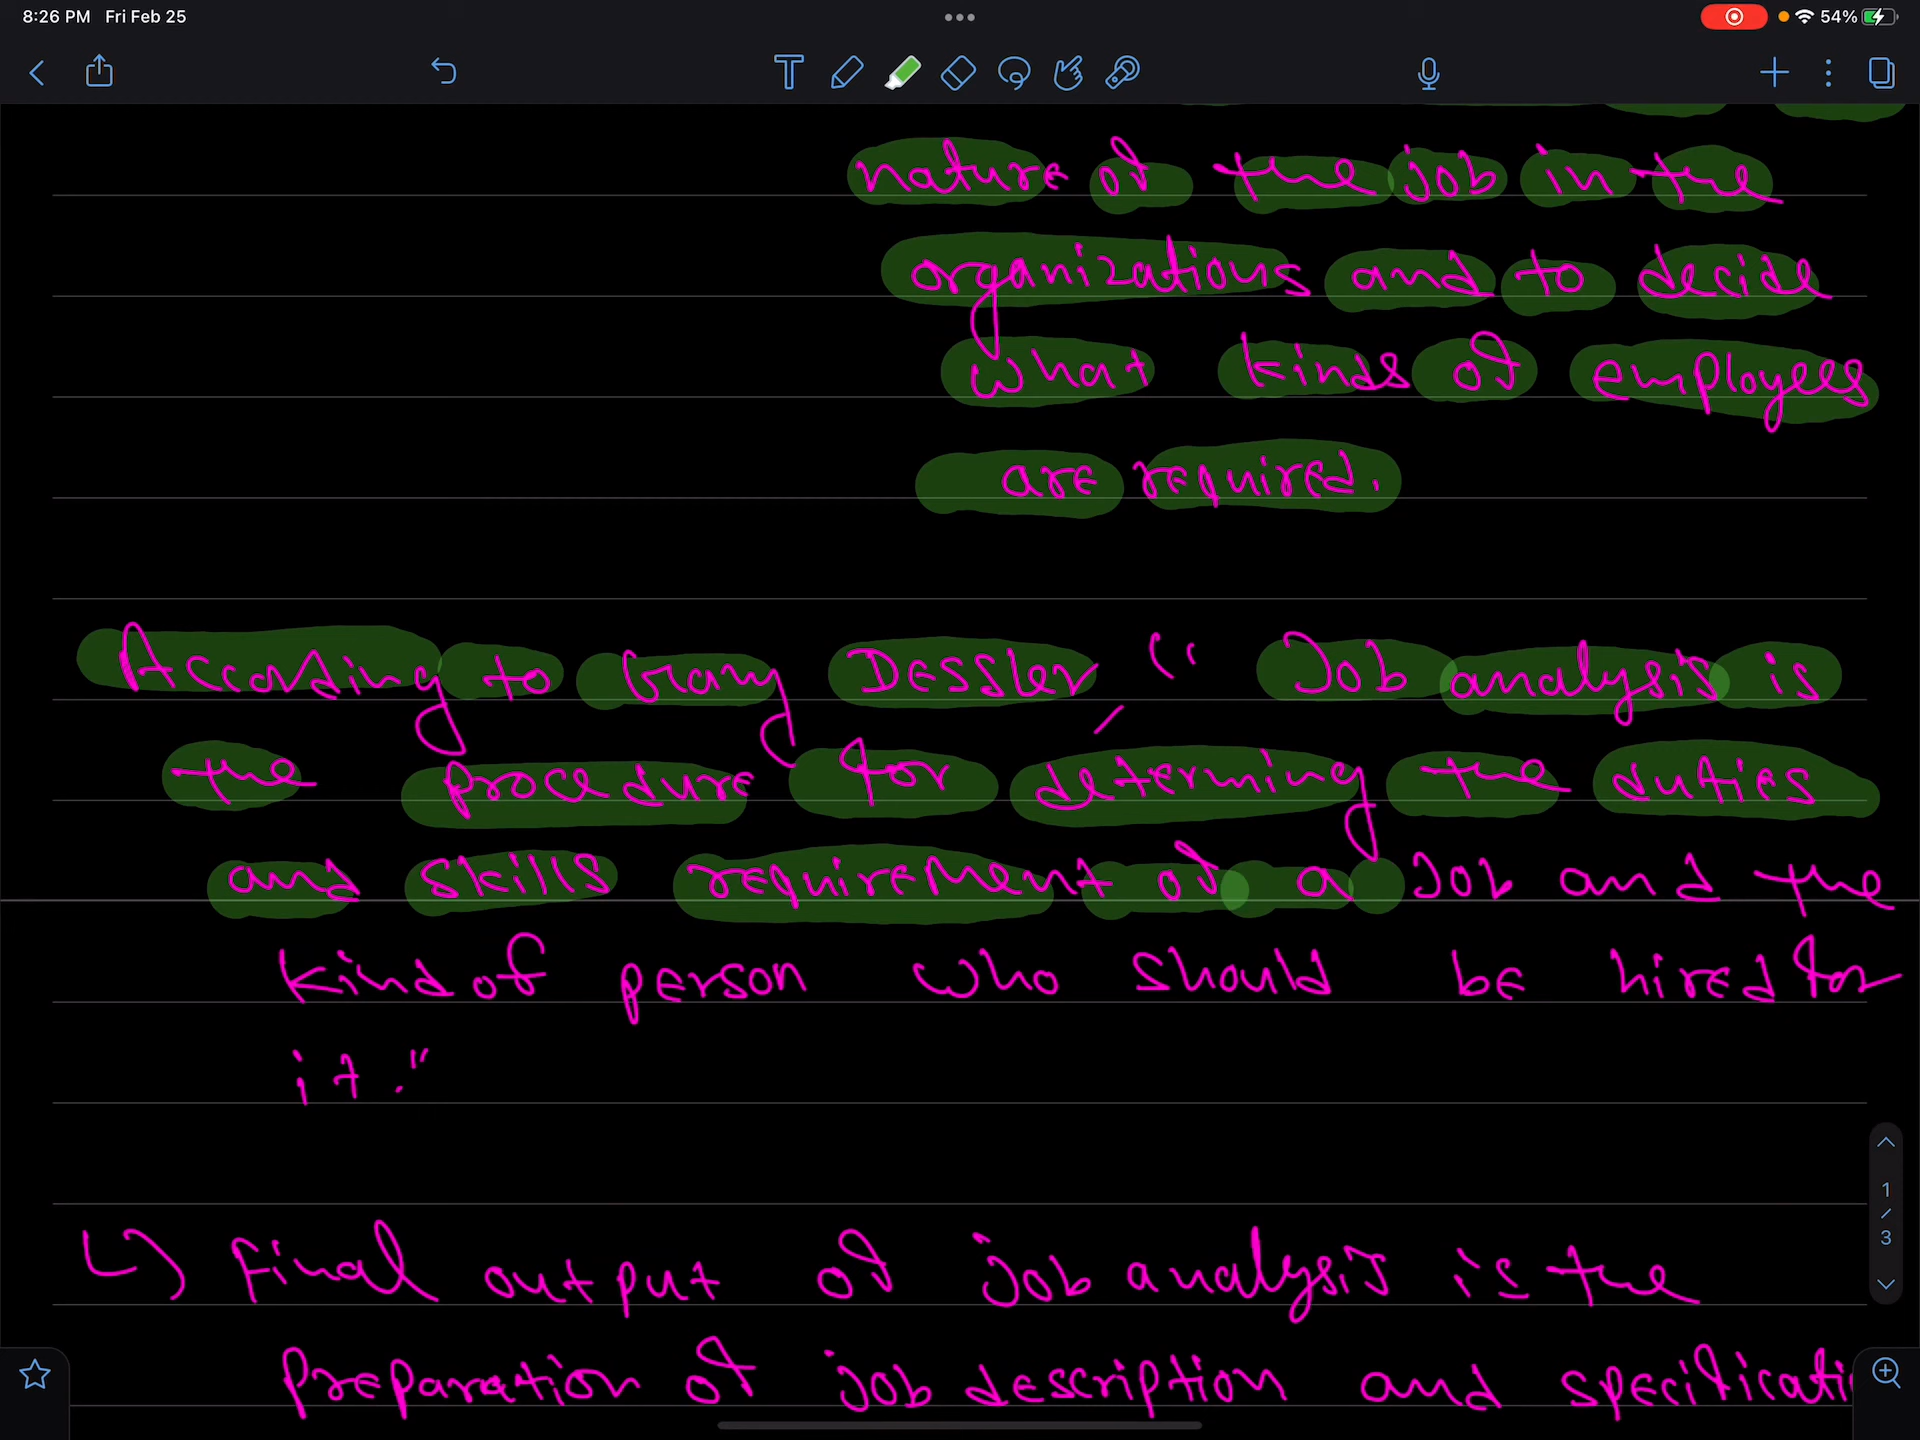 8:26 PM Fri Feb 25
54%
nature of the job in the
organizations and to decide
what kinds of employees
are required.
According to Grary Dessler, "Job analysis is
the procedure for determing the duties
and skills requirement of a Job and the
kind of person who should be hired for
it."
↳ Final output of job analysis is the
preparation of job description and specificati
1
/
3